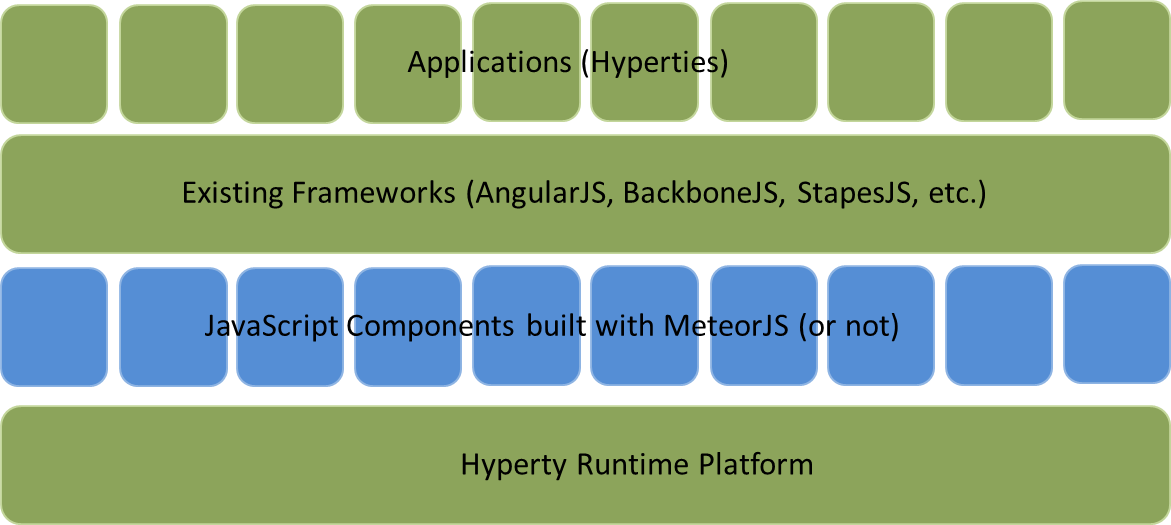 Applications (Hyperties)
Existing Frameworks (AngularJS, BackboneJS, StapesJS, etc.)
JavaScript Components built with MeteorJS (or not)
Hyperty Runtime Platform